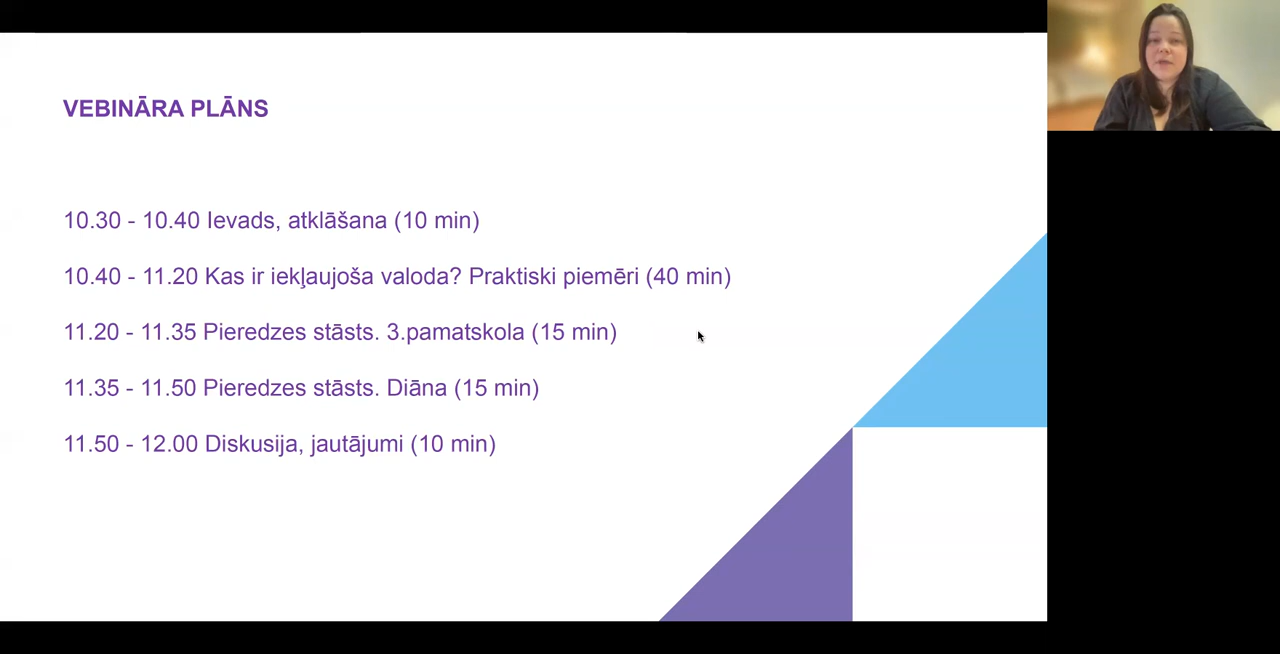 VEBINĀRA PLĀNS
10.30 - 10.40 Ievads, atklāšana (10 min)
10.40 - 11.20 Kas ir iekļaujoša valoda? Praktiski piemēri (40 min)
11.20 - 11.35 Pieredzes stāsts. 3.pamatskola (15 min)
11.35 - 11.50 Pieredzes stāsts. Diāna (15 min)
11.50 - 12.00 Diskusija, jautājumi (10 min)